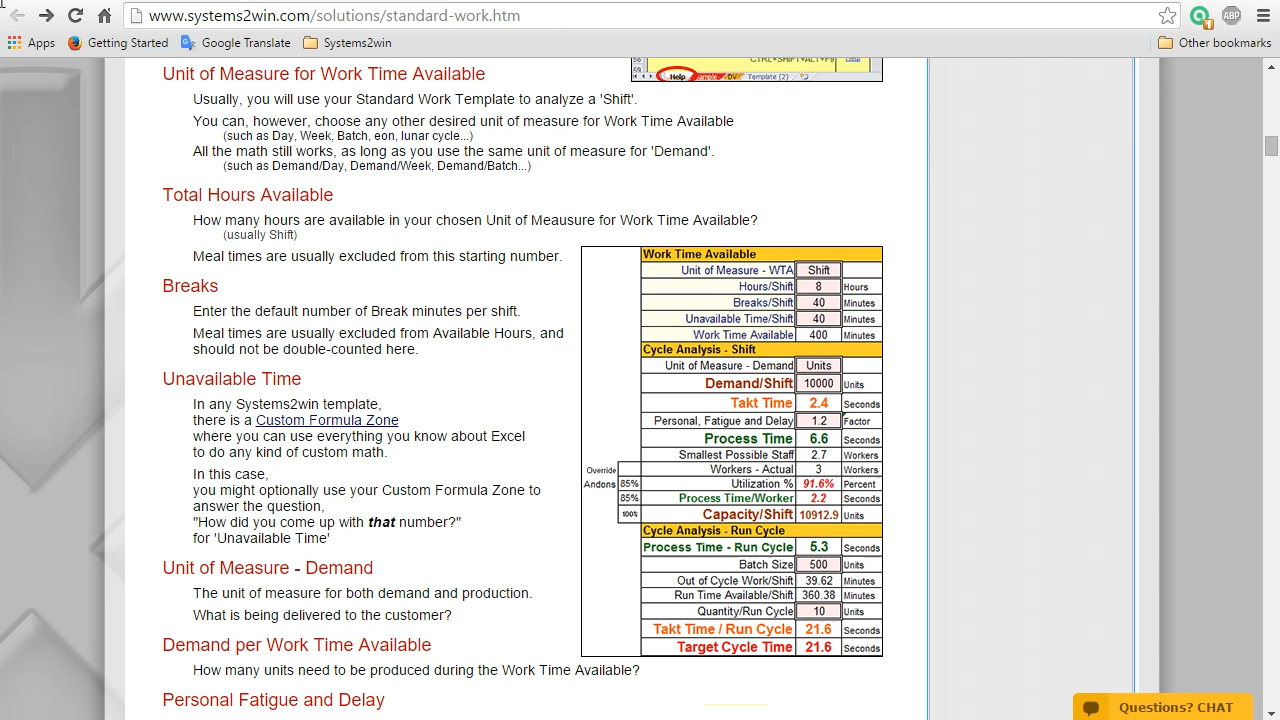 www.systems2win.com/solutions/standard-work.htm
1
ABP
Apps
Getting Started
Google Translate
Systems2win
Other bookmarks
CTRL+SHIFT+ALT+F9
Help
Help
Sample
DV
Template (2)
Unit of Measure for Work Time Available
Usually, you will use your Standard Work Template to analyze a 'Shift'.
You can, however, choose any other desired unit of measure for Work Time Available
(such as Day, Week, Batch, eon, lunar cycle...)
All the math still works, as long as you use the same unit of measure for 'Demand'.
(such as Demand/Day, Demand/Week, Demand/Batch...)
Total Hours Available
How many hours are available in your chosen Unit of Meausure for Work Time Available?
(usually Shift)
Meal times are usually excluded from this starting number.
Breaks
Enter the default number of Break minutes per shift.
Meal times are usually excluded from Available Hours, and
should not be double-counted here.
Unavailable Time
In any Systems2win template,
there is a Custom Formula Zone
where you can use everything you know about Excel
to do any kind of custom math.
In this case,
you might optionally use your Custom Formula Zone to
answer the question,
"How did you come up with that number?"
for 'Unavailable Time'
Unit of Measure - Demand
The unit of measure for both demand and production.
What is being delivered to the customer?
Demand per Work Time Available
How many units need to be produced during the Work Time Available?
Personal Fatigue and Delay
Work Time Available
Unit of Measure - WTA Shift
Hours/Shift 8 Hours
Breaks/Shift 40 Minutes
Unavailable Time/Shift 40 Minutes
Work Time Available 400 Minutes
Cycle Analysis - Shift
Unit of Measure - Demand Units
Demand/Shift 10000 Units
Takt Time 2.4 Seconds
Personal, Fatigue and Delay 1.2 Factor
Process Time 6.6 Seconds
Smallest Possible Staff 2.7 Workers
Override Workers - Actual 3 Workers
Andons 85% Utilization % 91.6% Percent
85% Process Time/Worker 2.2 Seconds
100% Capacity/Shift 10912.9 Units
Cycle Analysis - Run Cycle
Process Time - Run Cycle 5.3 Seconds
Batch Size 500 Units
Out of Cycle Work/Shift 39.62 Minutes
Run Time Available/Shift 360.38 Minutes
Quantity/Run Cycle 10 Units
Takt Time / Run Cycle 21.6 Seconds
Target Cycle Time 21.6 Seconds
Questions? CHAT